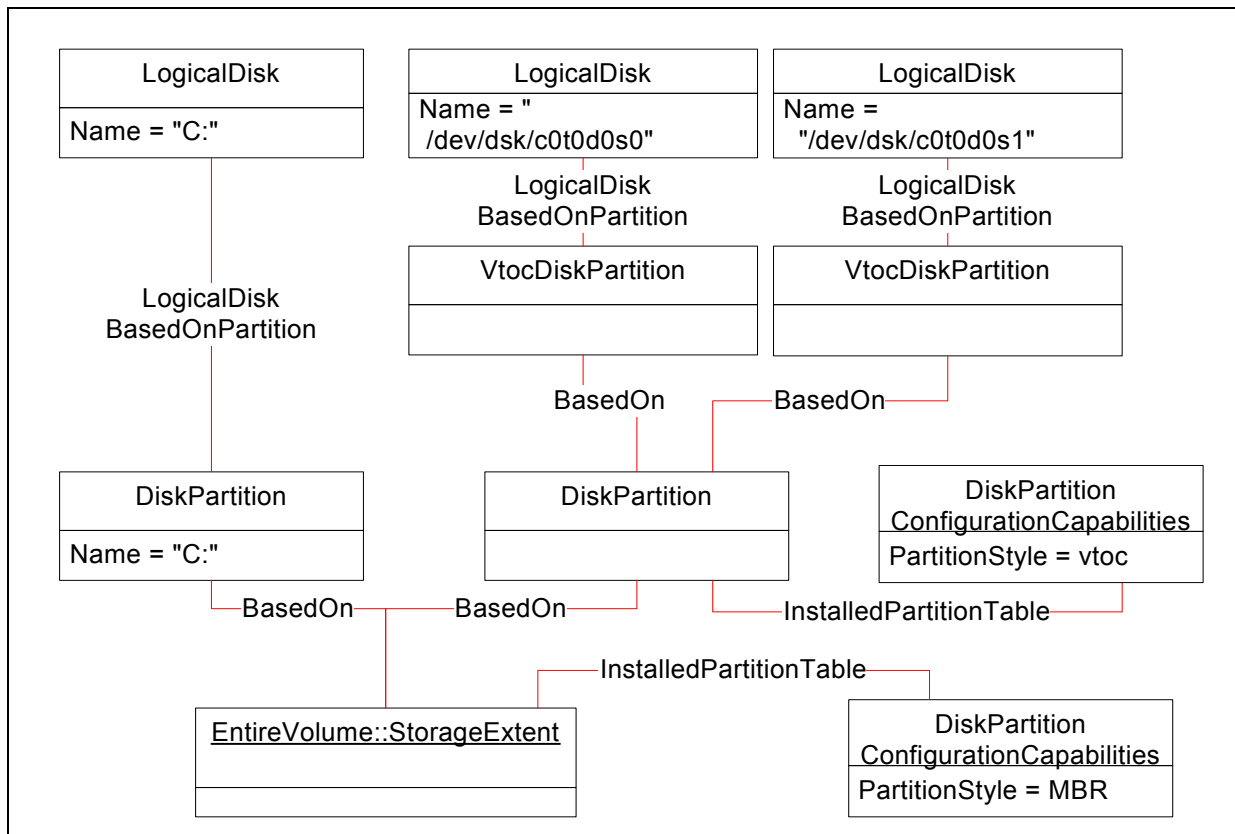 LogicalDisk
Name = "C:"
LogicalDisk
Name = "
/dev/dsk/c0t0d0s0"
LogicalDisk
Name =
"/dev/dsk/c0t0d0s1"
LogicalDisk
BasedOnPartition
LogicalDisk
BasedOnPartition
VtocDiskPartition
VtocDiskPartition
LogicalDisk
BasedOnPartition
BasedOn
BasedOn
DiskPartition
Name = "C:"
DiskPartition
DiskPartition
ConfigurationCapabilities
PartitionStyle = vtoc
BasedOn
BasedOn
InstalledPartitionTable
InstalledPartitionTable
EntireVolume::StorageExtent
DiskPartition
ConfigurationCapabilities
PartitionStyle = MBR